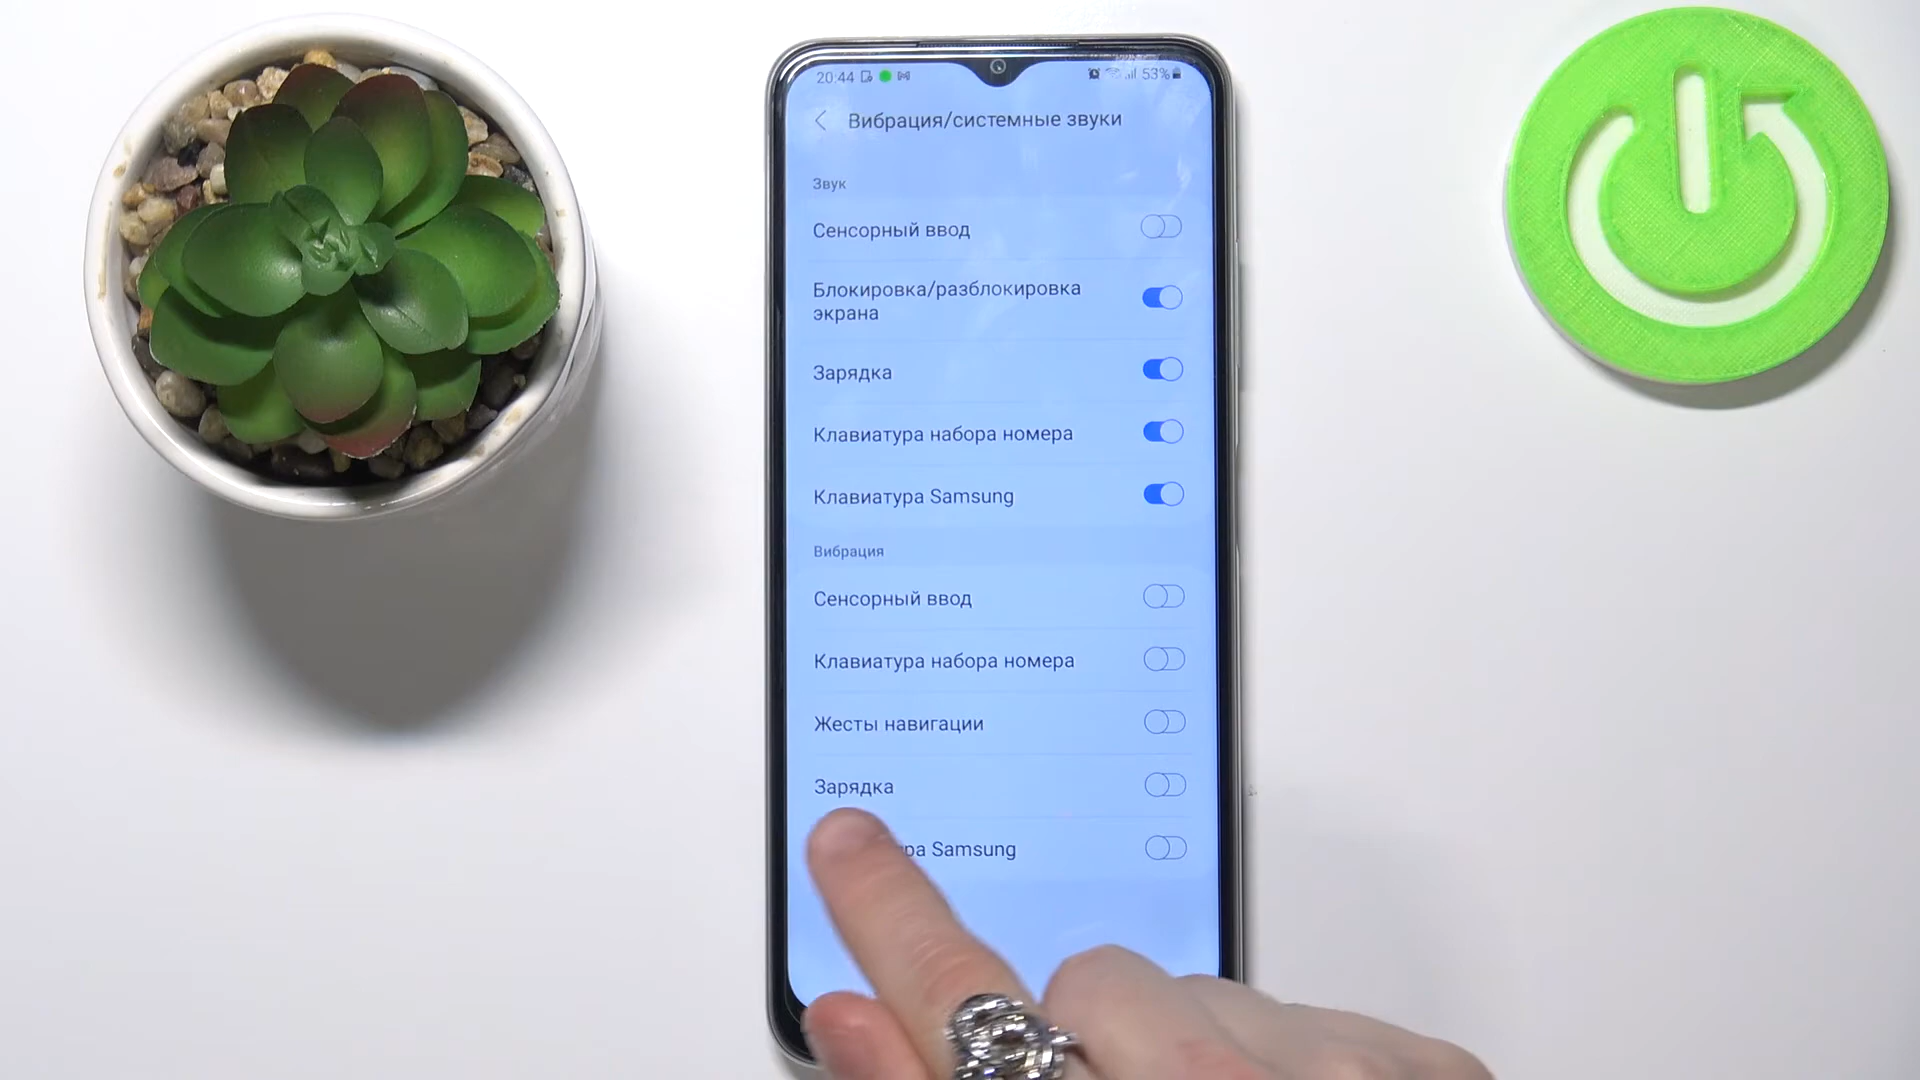 20:44 53%
Вибрация/системные звуки
Звук
Сенсорный ввод
Блокировка/разблокировка
экрана
Зарядка
Клавиатура набора номера
Клавиатура Samsung
Вибрация
Сенсорный ввод
Клавиатура набора номера
Жесты навигации
Зарядка
Samsung